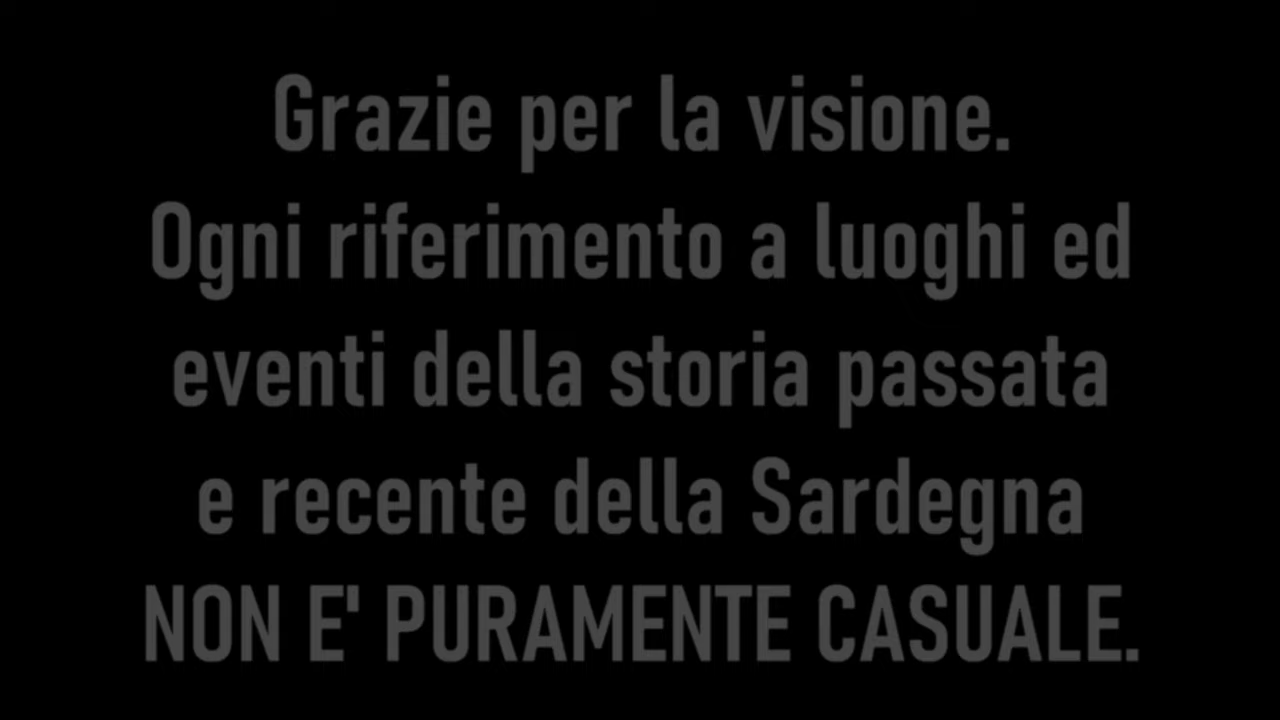 Grazie per la visione.
Ogni riferimento a luoghi ed
eventi della storia passata
e recente della Sardegna
NON E' PURAMENTE CASUALE.